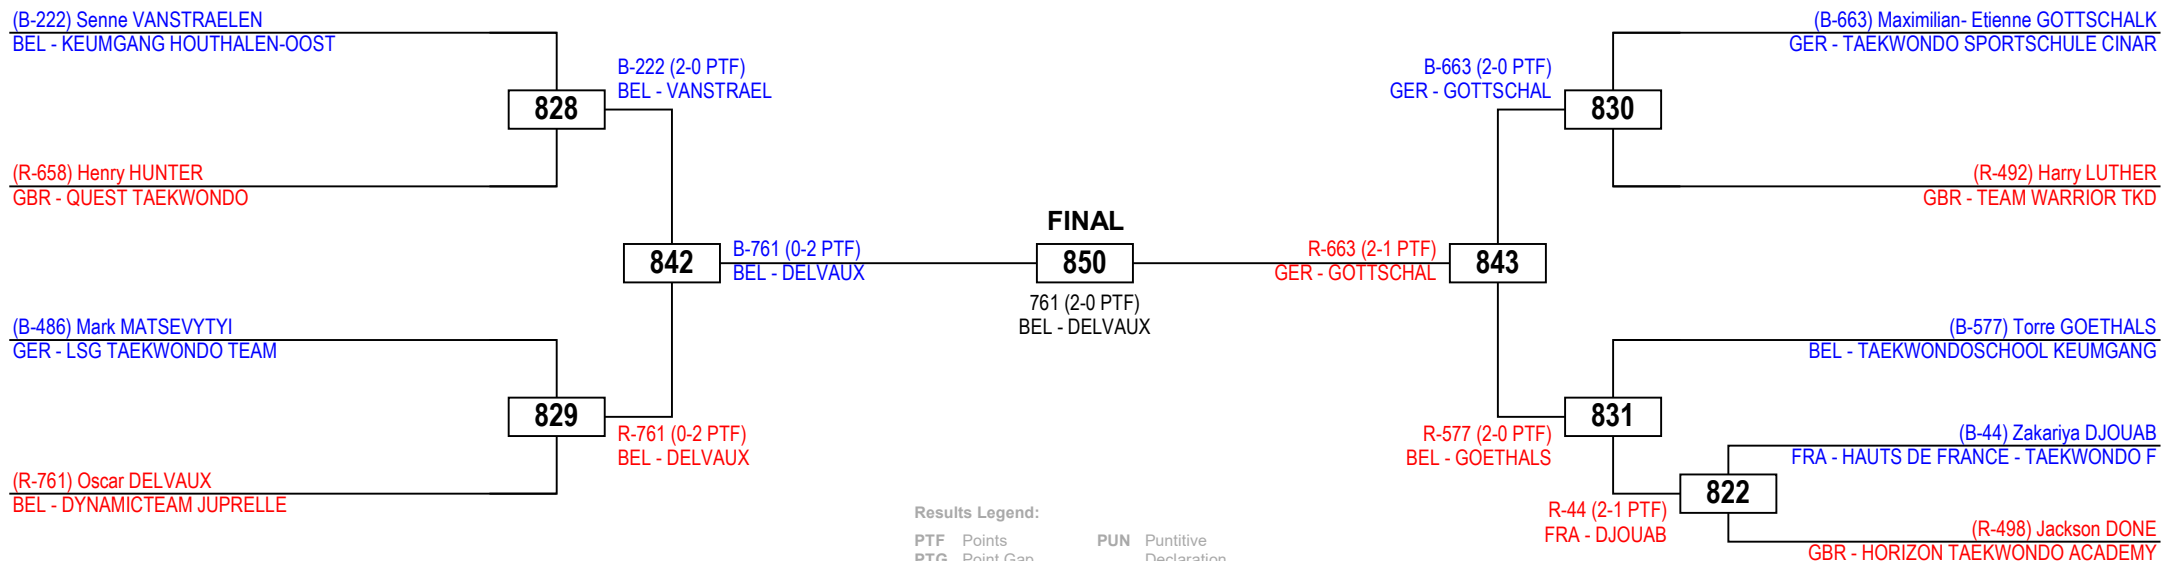 (B-222) Senne VANSTRAELEN
BEL - KEUMGANG HOUTHALEN-OOST
B-222 (2-0 PTF)
BEL - VANSTRAEL
828
(R-658) Henry HUNTER
GBR - QUEST TAEKWONDO
842
B-761 (0-2 PTF)
BEL - DELVAUX
(B-486) Mark MATSEVYTYI
GER - LSG TAEKWONDO TEAM
829
R-761 (0-2 PTF)
BEL - DELVAUX
(R-761) Oscar DELVAUX
BEL - DYNAMICTEAM JUPRELLE
FINAL
850
761 (2-0 PTF)
BEL - DELVAUX
(B-663) Maximilian- Etienne GOTTSCHALK
GER - TAEKWONDO SPORTSCHULE CINAR
B-663 (2-0 PTF)
GER - GOTTSCHAL
830
(R-492) Harry LUTHER
GBR - TEAM WARRIOR TKD
R-663 (2-1 PTF)
GER - GOTTSCHAL
843
(B-577) Torre GOETHALS
BEL - TAEKWONDOSCHOOL KEUMGANG
831
R-577 (2-0 PTF)
BEL - GOETHALS
(B-44) Zakariya DJOUAB
FRA - HAUTS DE FRANCE - TAEKWONDO F
822
R-44 (2-1 PTF)
FRA - DJOUAB
(R-498) Jackson DONE
GBR - HORIZON TAEKWONDO ACADEMY
Results Legend:
PTF Points PUN Puntitive
PTG Point Gap Declaration